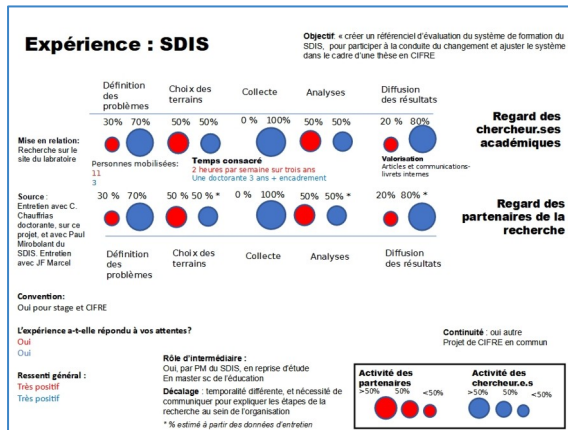 Expérience : SDIS
Objectif: « créer un référenciel d'évaluation du système de formation du
SDIS, pour participer à la conduite du changement et ajuster le système
dans le cadre d'une thèse en CIFRE
Définition
des
problèmes
Choix des
terrains
Collecte
Analyses
Diffusion
des résultats
30% 70%
50% 50%
0 % 100%
50% 50%
20 % 80%
Regard des
chercheur.ses
académiques
Mise en relation:
Recherche sur le
site du labratoire
Personnes mobilisées:
11
3
Temps consacré
2 heures par semaine sur trois ans
Une doctorante 3 ans + encadrement
Valorisation
Articles et communications-
livrets internes
Source :
Entretien avec C.
Chauffrias
doctorante, sur ce
projet, et avec Paul
Mirobolant du
SDIS. Entretien
avec JF Marcel
30 % 70%
50 % 50 % *
0 % 100%
50% 50% *
20% 80% *
Regard des
partenaires de la
recherche
Définition
des
problèmes
Choix des
terrains
Collecte
Analyses
Diffusion
des résultats
Convention:
Oui pour stage et CIFRE
L'expérience a-t-elle répondu à vos attentes?
Oui
Oui
Ressenti général :
Très positif
Très positif
Rôle d'intermédiaire :
Oui, par PM du SDIS, en reprise d'étude
En master sc de l'éducation
Décalage : temporalité différente, et nécessité de
communiquer pour expliquer les étapes de la
recherche au sein de l'organisation
* % estimé à partir des données d'entretien
Continuité : oui autre
Projet de CIFRE en commun
Activité des
partenaires
>50% 50% <50%
Activité des
chercheur.e.s
>50% 50% <50%